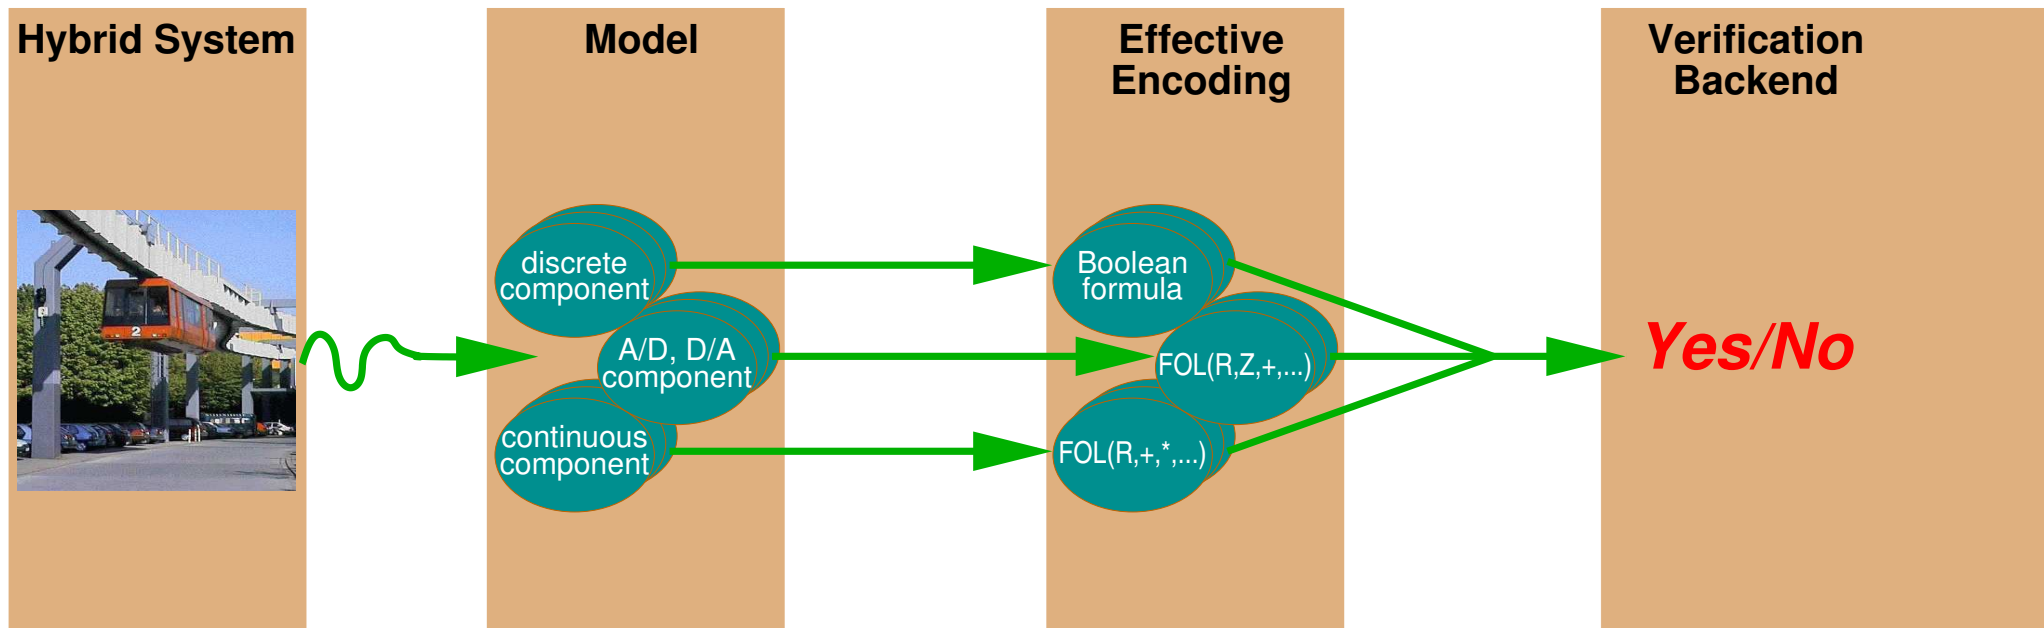 Hybrid System
Model
Effective
Encoding
Verification
Backend
2
discrete
component
A/D, D/A
component
continuous
component
Boolean
formula
FOL(R,Z,+,...)
FOL(R,+,*,...)
Yes/No